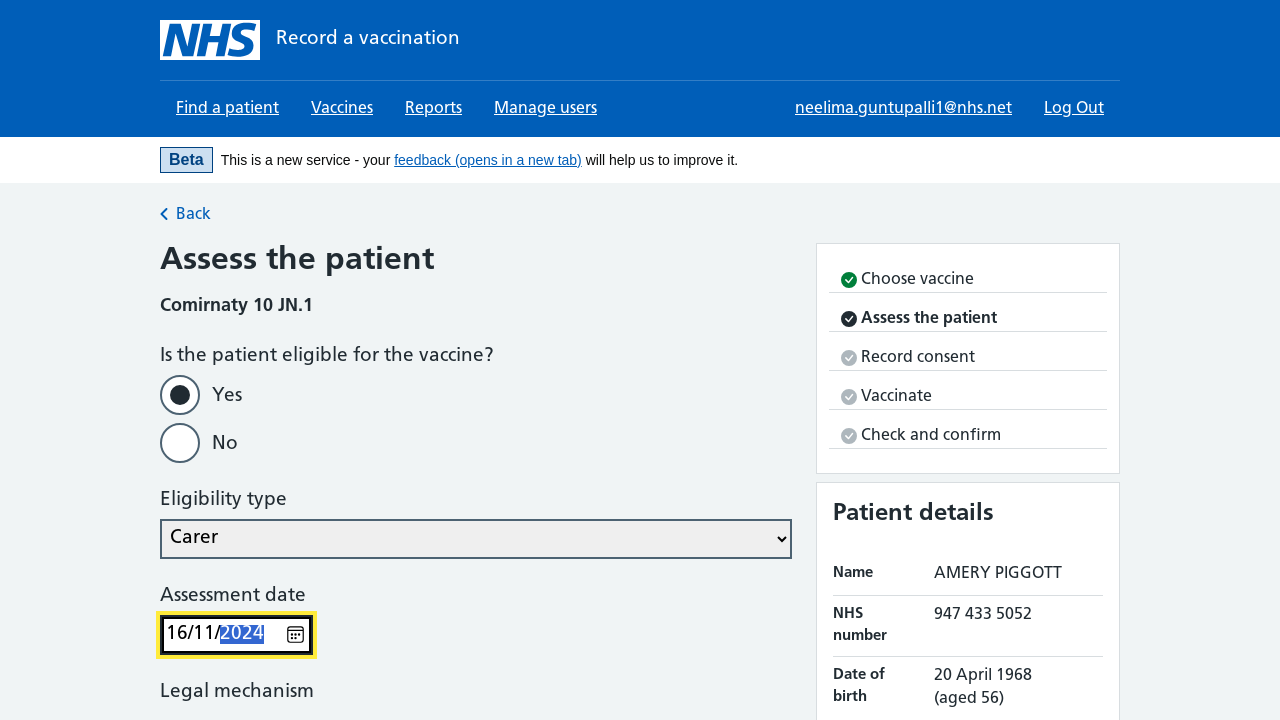 NHS Record a vaccination
Find a patient Vaccines Reports Manage users neelima.guntupalli1@nhs.net Log Out
Beta This is a new service - your feedback (opens in a new tab) will help us to improve it.
Back
Assess the patient
Comirnaty 10 JN.1
Is the patient eligible for the vaccine?
Yes
No
Eligibility type
Carer
Assessment date
16/11/2024
Legal mechanism
Choose vaccine
Assess the patient
Record consent
Vaccinate
Check and confirm
Patient details
Name AMERY PIGGOTT
NHS number 947 433 5052
Date of birth 20 April 1968 (aged 56)